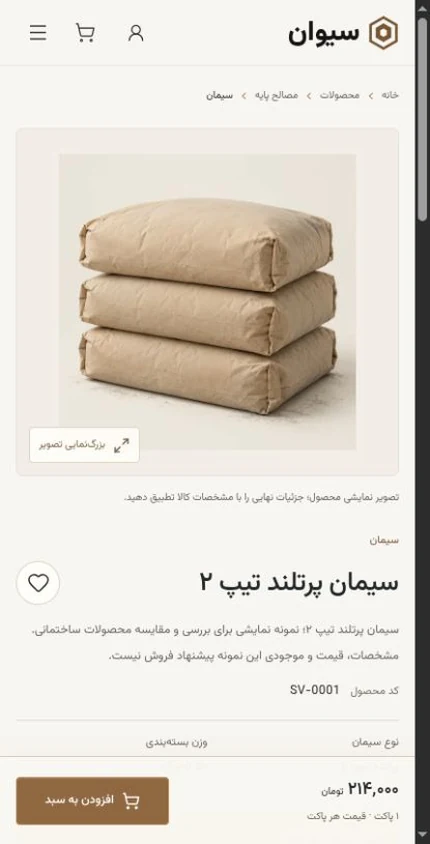 سیوان
خانه › محصولات › مصالح پایه › سیمان
بزرگ‌نمایی تصویر
تصویر نمایشی محصول؛ جزئیات نهایی را با مشخصات کالا تطبیق دهید.
سیمان
سیمان پرتلند تیپ ۲
سیمان پرتلند تیپ ۲؛ نمونه نمایشی برای بررسی و مقایسه محصولات ساختمانی.
مشخصات، قیمت و موجودی این نمونه پیشنهاد فروش نیست.
کد محصول SV-0001
نوع سیمان وزن بسته‌بندی
۲۱۴,۰۰۰ تومان
۱ پاکت · قیمت هر پاکت
افزودن به سبد